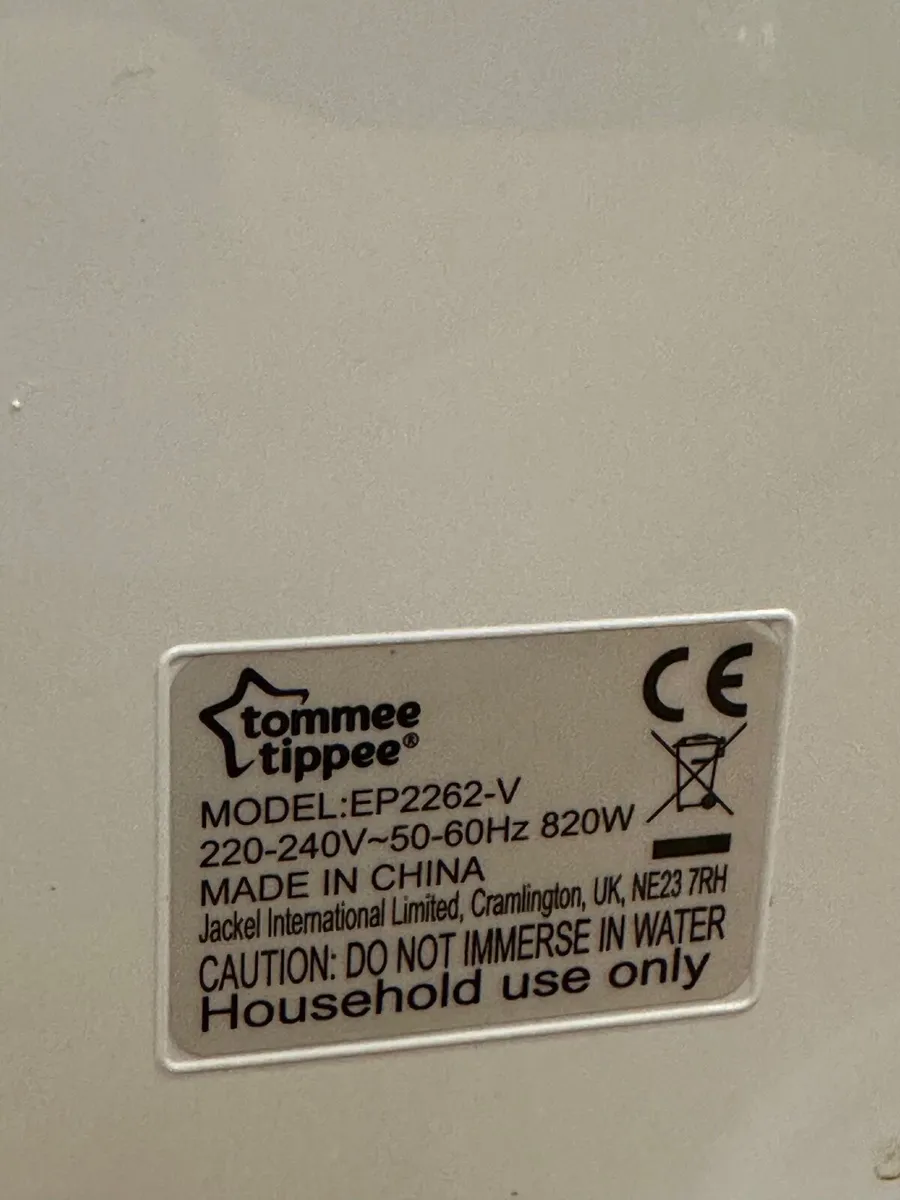 tommee
tippee®
MODEL:EP2262-V
220-240V~50-60Hz 820W
MADE IN CHINA
Jackel International Limited, Cramlington, UK, NE23 7RH
CAUTION: DO NOT IMMERSE IN WATER
Household use only
CE